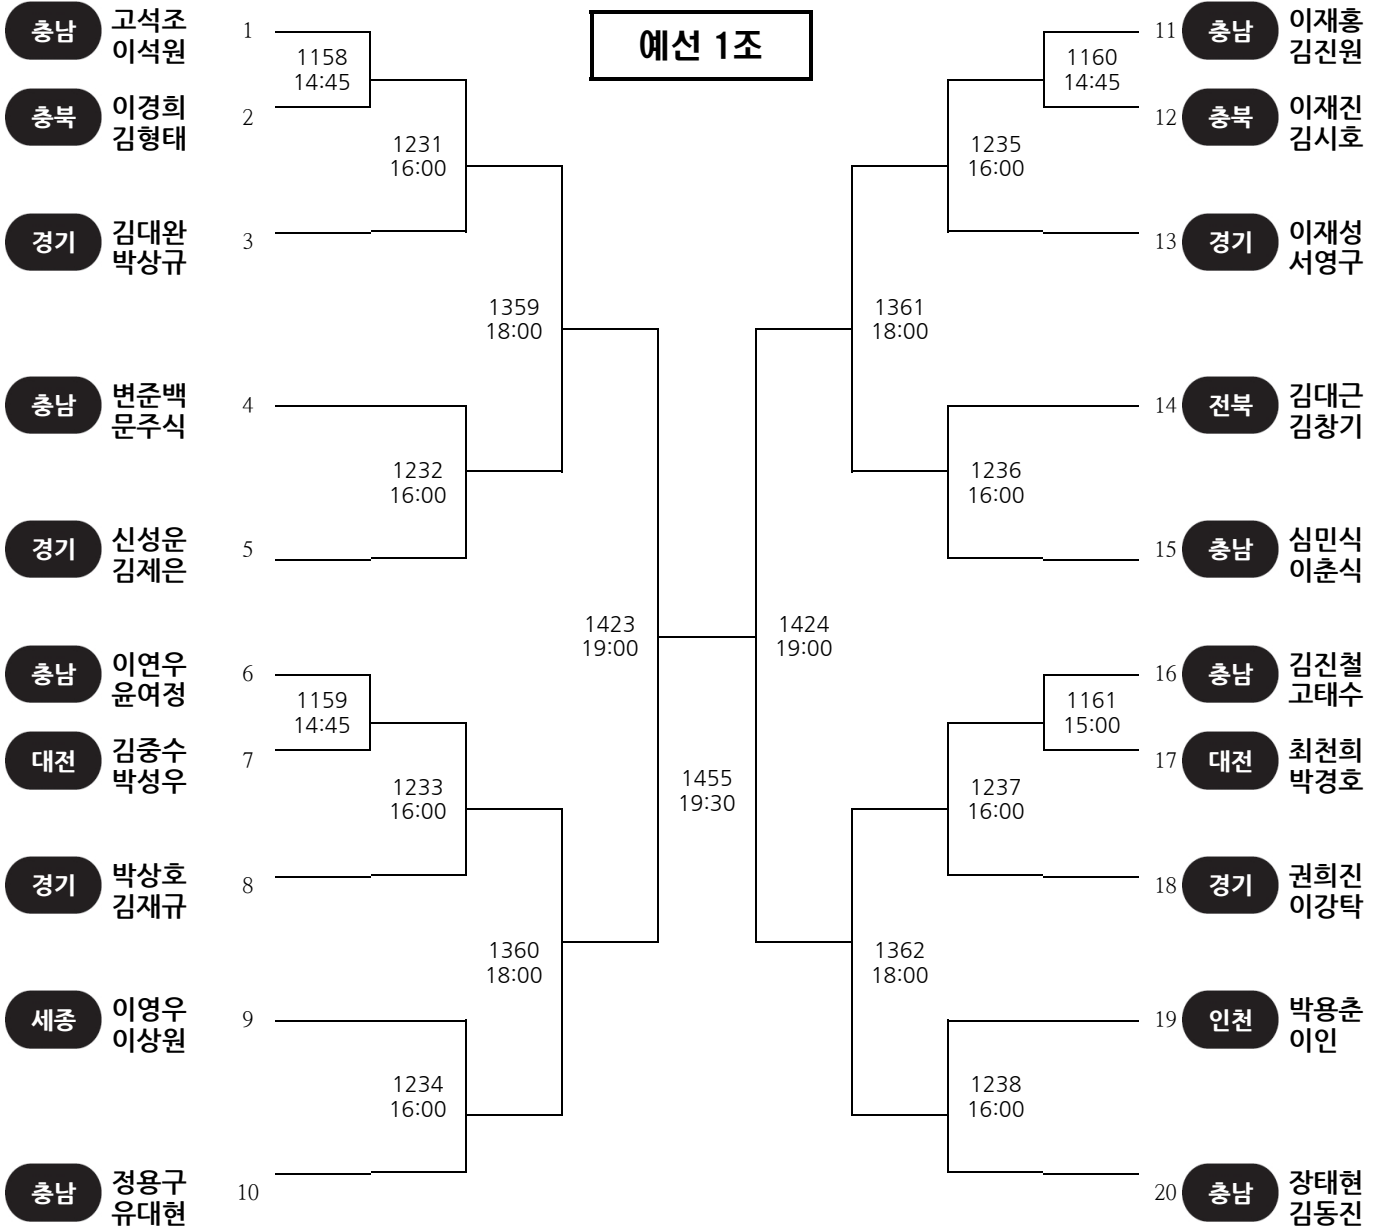 예선 1조
충남
고석조
이석원
1
1158
14:45
충북
이경희
김형태
2
1231
16:00
경기
김대완
박상규
3
1359
18:00
충남
변준백
문주식
4
1232
16:00
경기
신성운
김제은
5
1423
19:00
충남
이연우
윤여정
6
1159
14:45
대전
김중수
박성우
7
1233
16:00
경기
박상호
김재규
8
1360
18:00
세종
이영우
이상원
9
1234
16:00
충남
정용구
유대현
10
1455
19:30
11
충남
이재홍
김진원
1160
14:45
12
충북
이재진
김시호
1235
16:00
13
경기
이재성
서영구
1361
18:00
14
전북
김대근
김창기
1236
16:00
15
충남
심민식
이춘식
1424
19:00
16
충남
김진철
고태수
1161
15:00
17
대전
최천희
박경호
1237
16:00
18
경기
권희진
이강탁
1362
18:00
19
인천
박용춘
이인
1238
16:00
20
충남
장태현
김동진